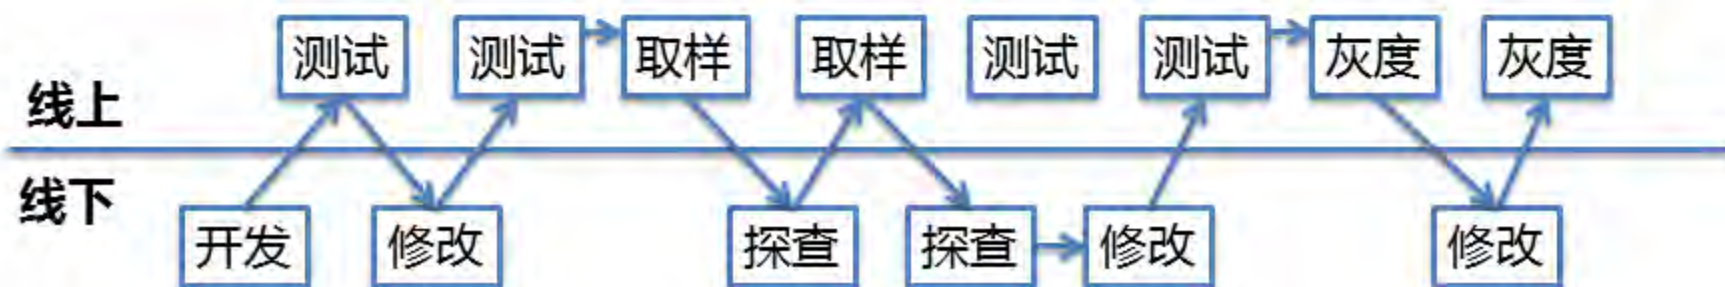 测试 测试 取样 取样 测试 测试 灰度 灰度
线上
线下
开发 修改 探查 探查 修改 修改